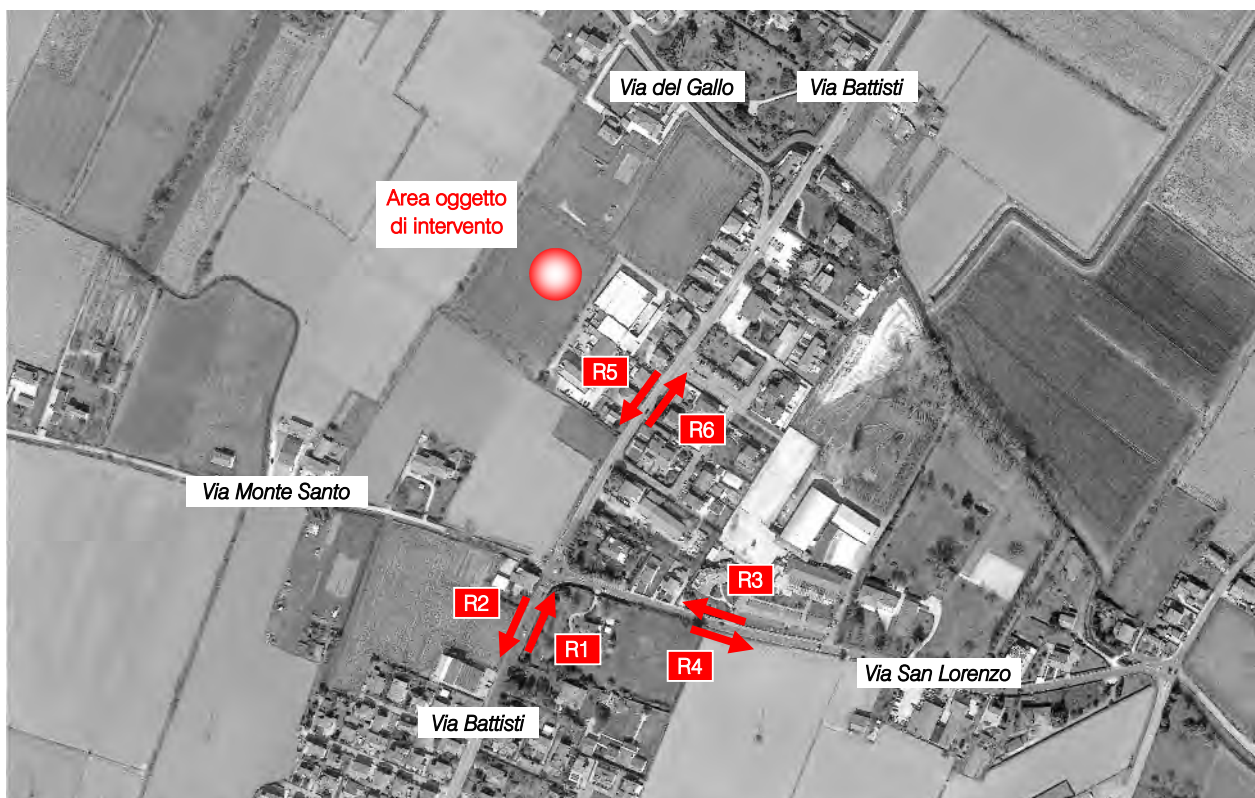 Via del Gallo
Via Battisti
Area oggetto
di intervento
R5
R6
Via Monte Santo
R3
R2
R1
R4
Via San Lorenzo
Via Battisti